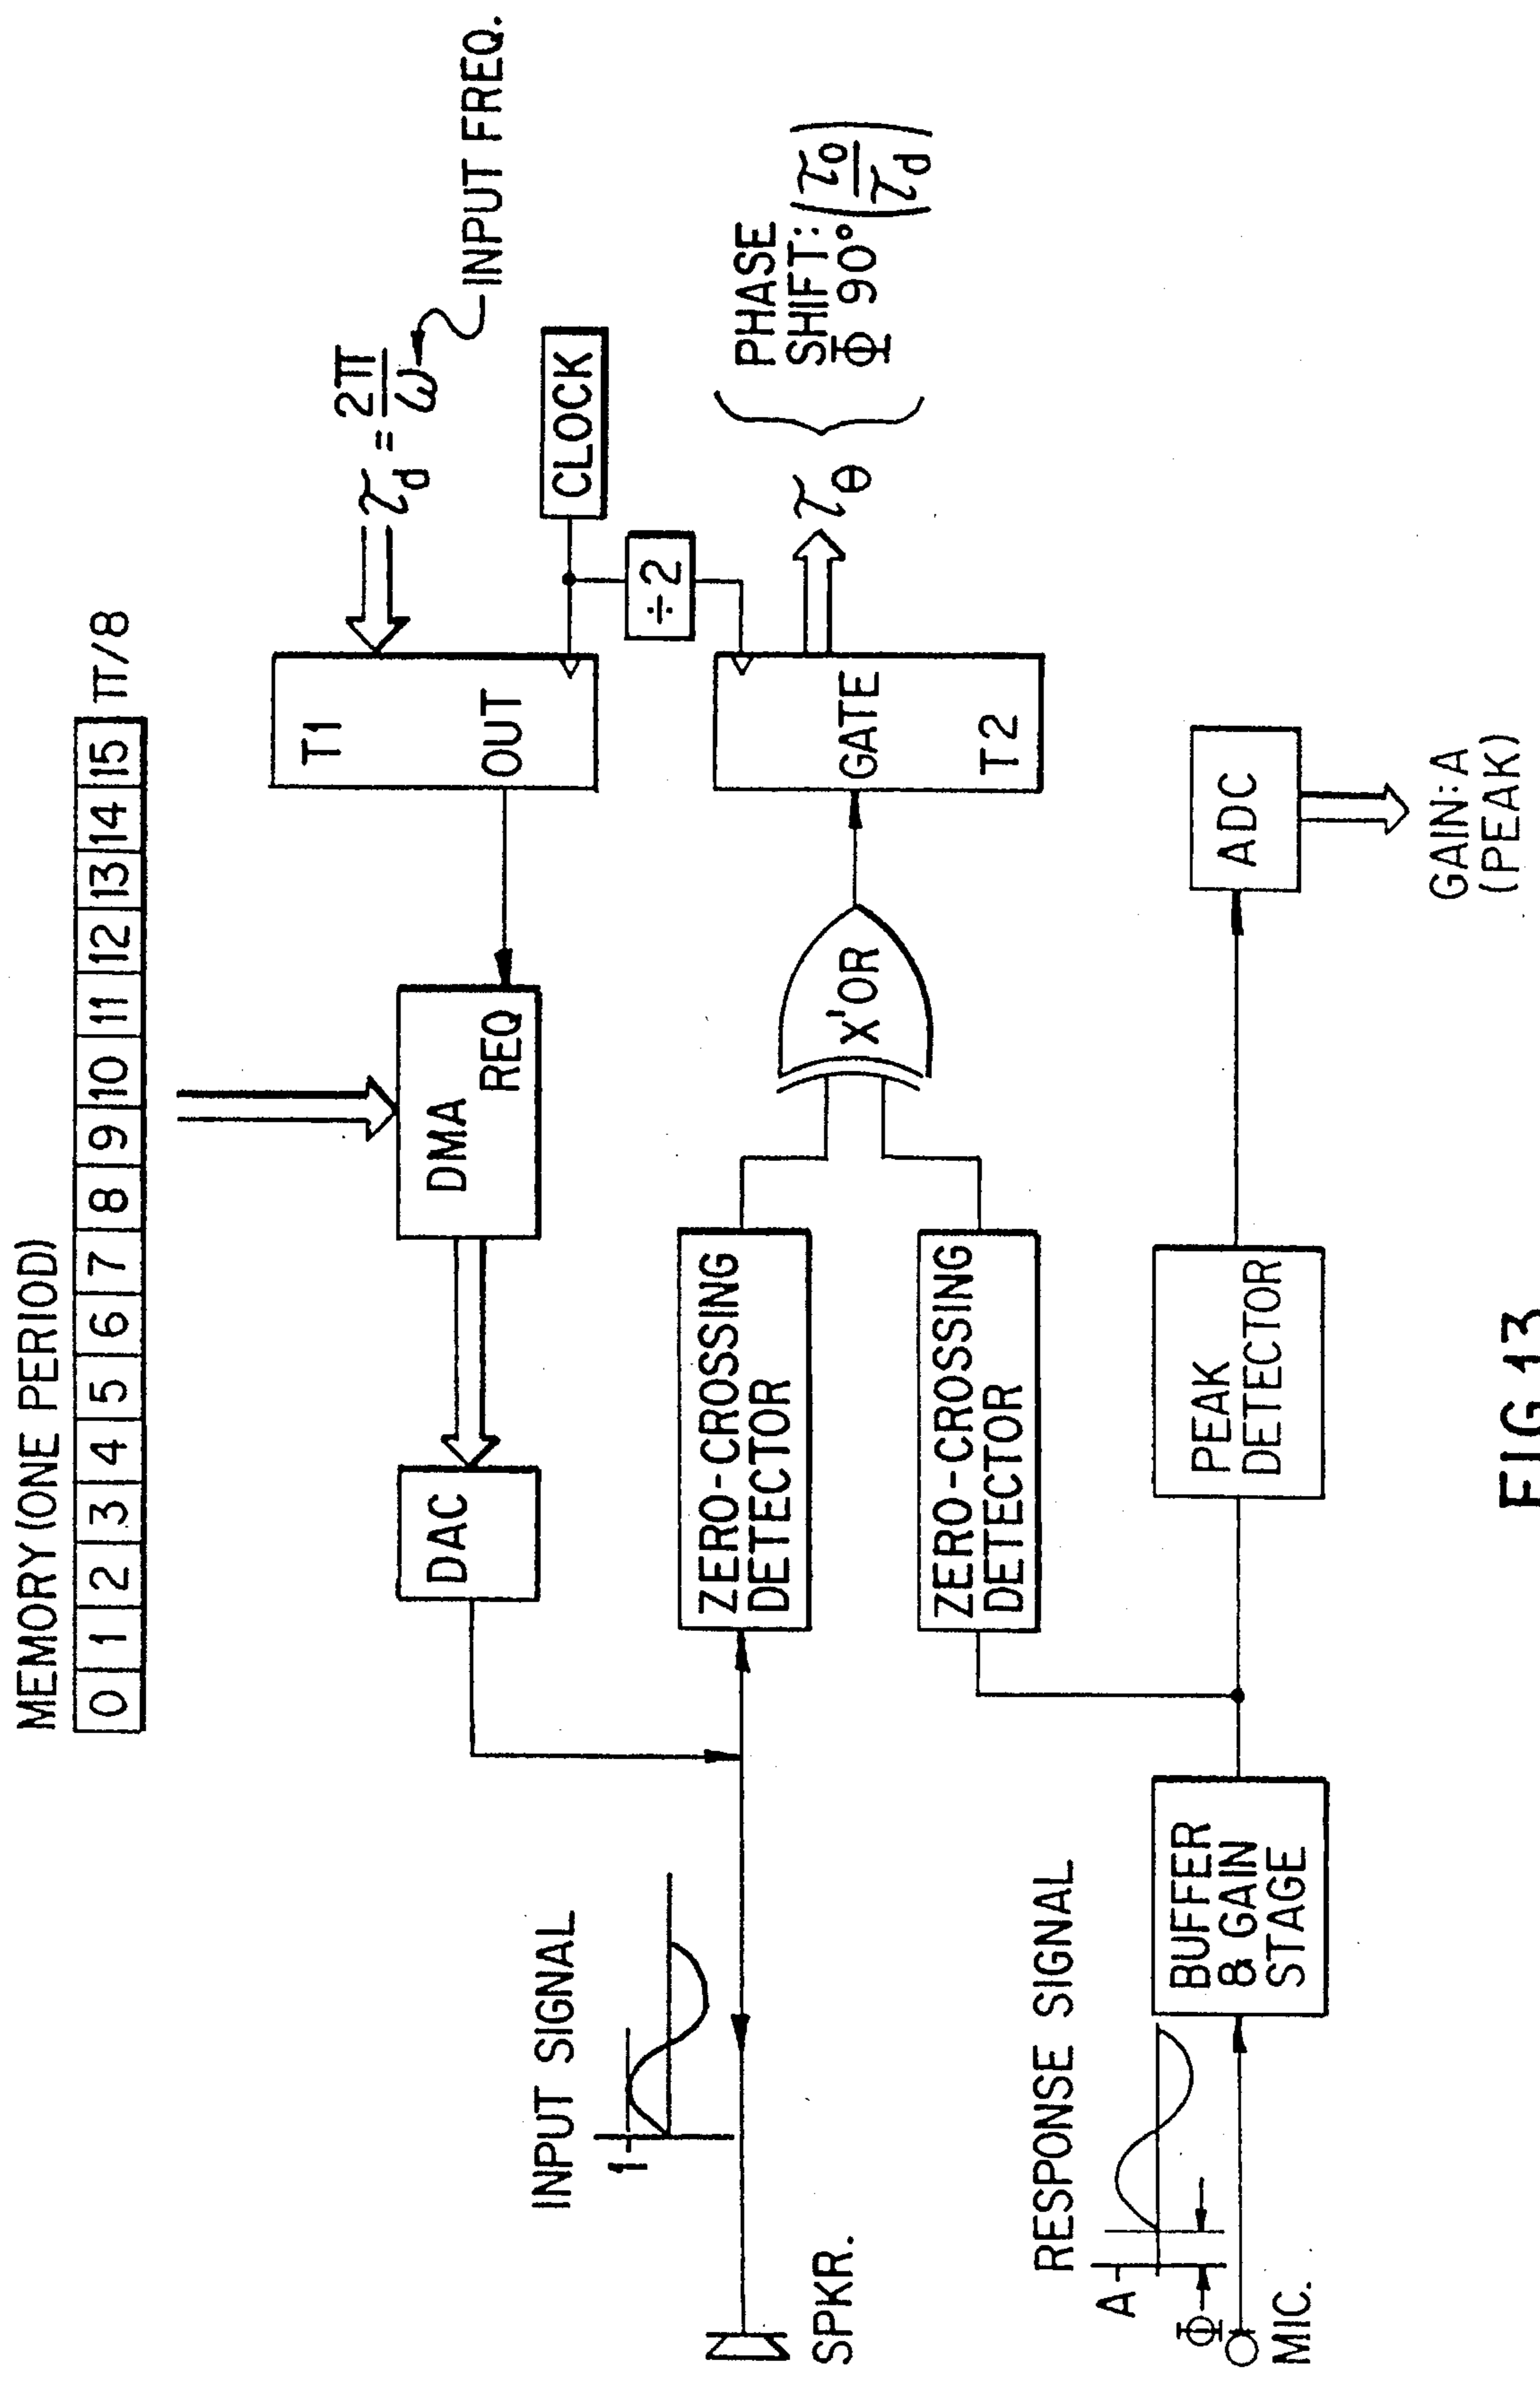 MEMORY (ONE PERIOD)
0 1 2 3 4 5 6 7 8 9 10 11 12 13 14 15 π/8
τd = 2π/ω
INPUT FREQ.
T1
OUT
CLOCK
÷2
DMA
REQ
DAC
INPUT SIGNAL
1
SPKR.
ZERO-CROSSING
DETECTOR
ZERO-CROSSING
DETECTOR
X'OR
GATE
T2
τθ
PHASE
SHIFT:
Φ 90° (τo/τd)
RESPONSE SIGNAL
A
Φ
MIC.
BUFFER
& GAIN
STAGE
PEAK
DETECTOR
ADC
GAIN: A
(PEAK)
FIG.13